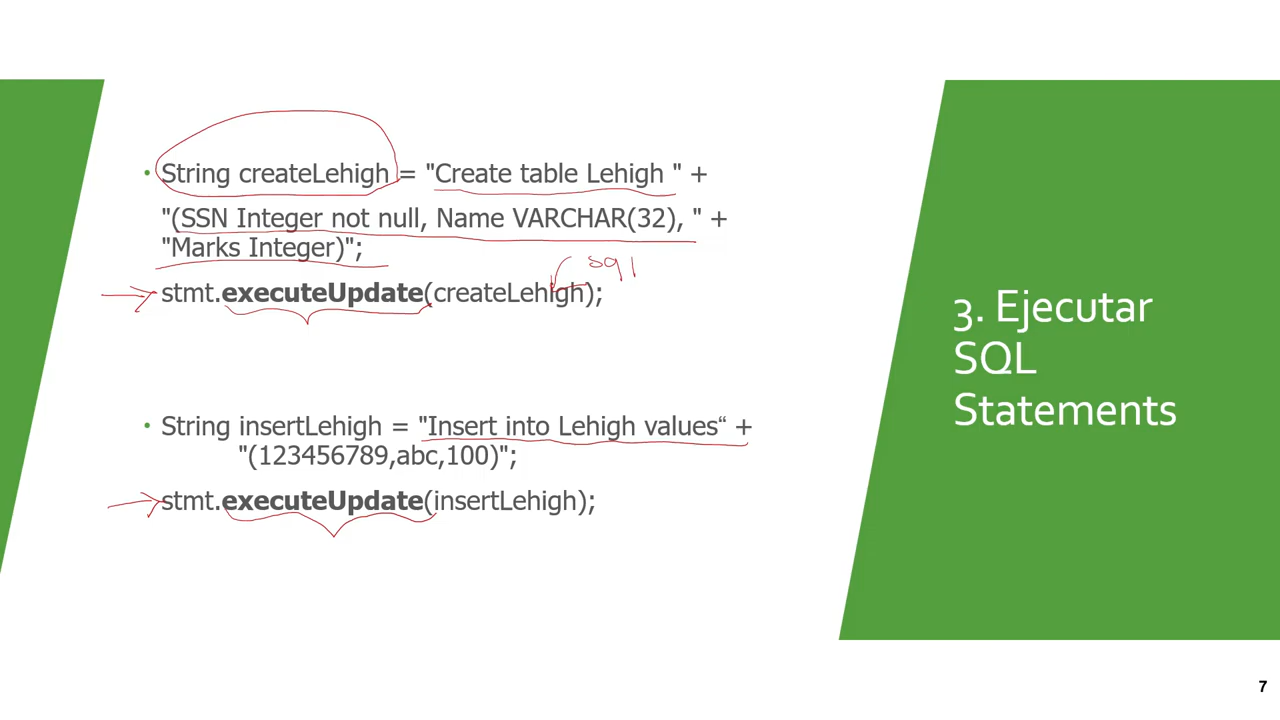 • String createLehigh = "Create table Lehigh " +
"(SSN Integer not null, Name VARCHAR(32), " +
"Marks Integer)";
sql
stmt.executeUpdate(createLehigh);
• String insertLehigh = "Insert into Lehigh values“ +
"(123456789,abc,100)";
stmt.executeUpdate(insertLehigh);
3. Ejecutar
SQL
Statements
7